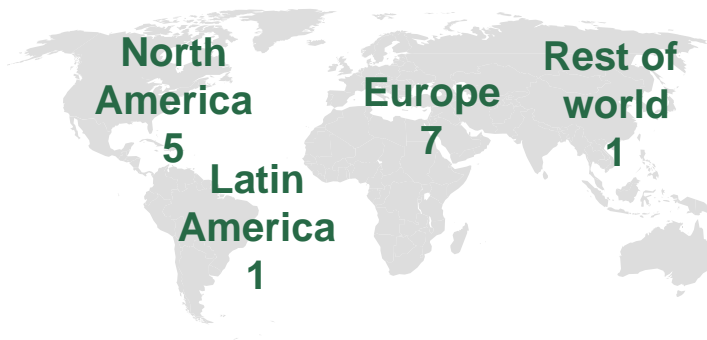 North
America
5
Latin
America
1
Europe
7
Rest of
world
1